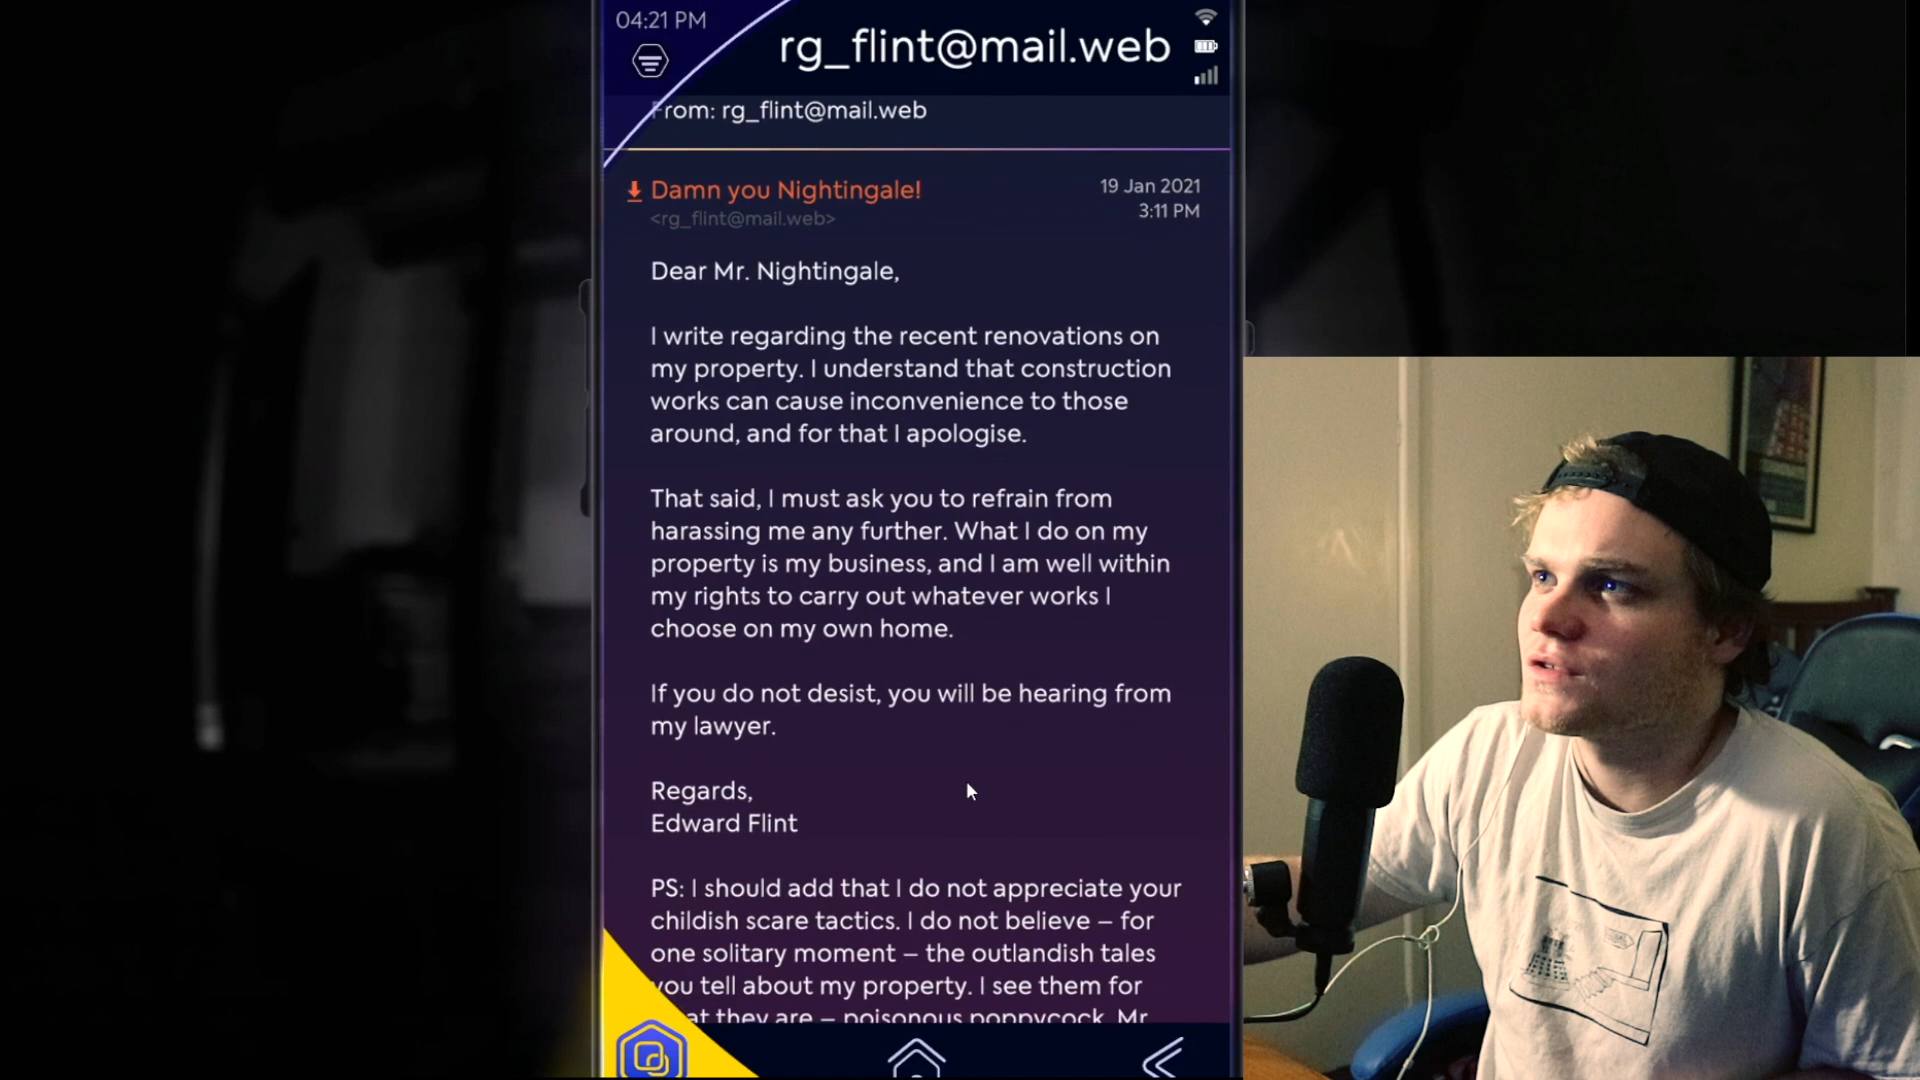 04:21 PM
rg_flint@mail.web
From: rg_flint@mail.web
Damn you Nightingale!
19 Jan 2021
<rg_flint@mail.web>
3:11 PM
Dear Mr. Nightingale,
I write regarding the recent renovations on
my property. I understand that construction
works can cause inconvenience to those
around, and for that I apologise.
That said, I must ask you to refrain from
harassing me any further. What I do on my
property is my business, and I am well within
my rights to carry out whatever works I
choose on my own home.
If you do not desist, you will be hearing from
my lawyer.
Regards,
Edward Flint
PS: I should add that I do not appreciate your
childish scare tactics. I do not believe – for
one solitary moment – the outlandish tales
you tell about my property. I see them for
at they are – poisonous poppycock. Mr